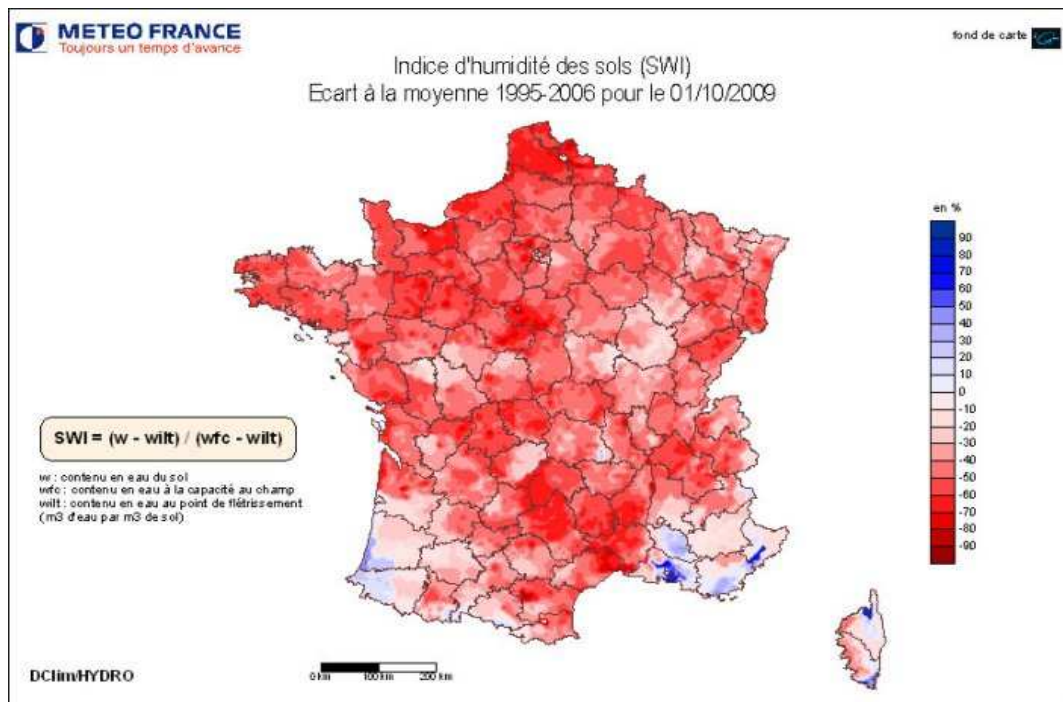 METEO FRANCE
Toujours un temps d'avance
fond de carte
Indice d'humidité des sols (SWI)
Ecart à la moyenne 1995-2006 pour le 01/10/2009
en %
90
80
70
60
50
40
30
20
10
0
-10
-20
-30
-40
-50
-60
-70
-80
-90
SWI = (w - wilt) / (wfc - wilt)
w : contenu en eau du sol
wfc : contenu en eau à la capacité au champ
wilt : contenu en eau au point de flétrissement
(m3 d'eau par m3 de sol)
DClim/HYDRO
0 km 100 km 200 km